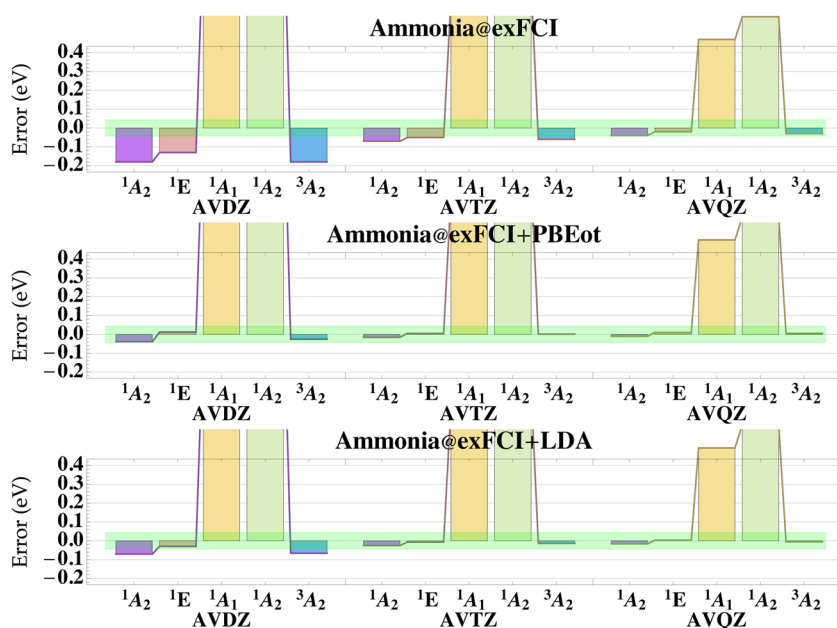 Ammonia@exFCI
Error (eV)
0.4
0.3
0.2
0.1
0.0
−0.1
−0.2
¹A₂ ¹E ¹A₁ ¹A₂ ³A₂ ¹A₂ ¹E ¹A₁ ¹A₂ ³A₂ ¹A₂ ¹E ¹A₁ ¹A₂ ³A₂
AVDZ AVTZ AVQZ
Ammonia@exFCI+PBEot
Error (eV)
0.4
0.3
0.2
0.1
0.0
−0.1
−0.2
¹A₂ ¹E ¹A₁ ¹A₂ ³A₂ ¹A₂ ¹E ¹A₁ ¹A₂ ³A₂ ¹A₂ ¹E ¹A₁ ¹A₂ ³A₂
AVDZ AVTZ AVQZ
Ammonia@exFCI+LDA
Error (eV)
0.4
0.3
0.2
0.1
0.0
−0.1
−0.2
¹A₂ ¹E ¹A₁ ¹A₂ ³A₂ ¹A₂ ¹E ¹A₁ ¹A₂ ³A₂ ¹A₂ ¹E ¹A₁ ¹A₂ ³A₂
AVDZ AVTZ AVQZ